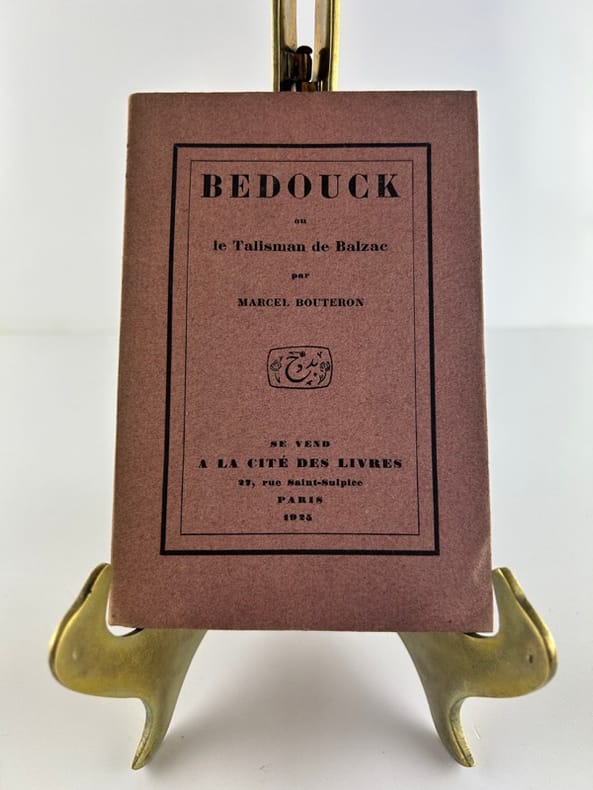 BEDOUCK
ou
le Talisman de Balzac
par
MARCEL BOUTERON
بدوح
SE VEND
A LA CITÉ DES LIVRES
27, rue Saint-Sulpice
PARIS
1925